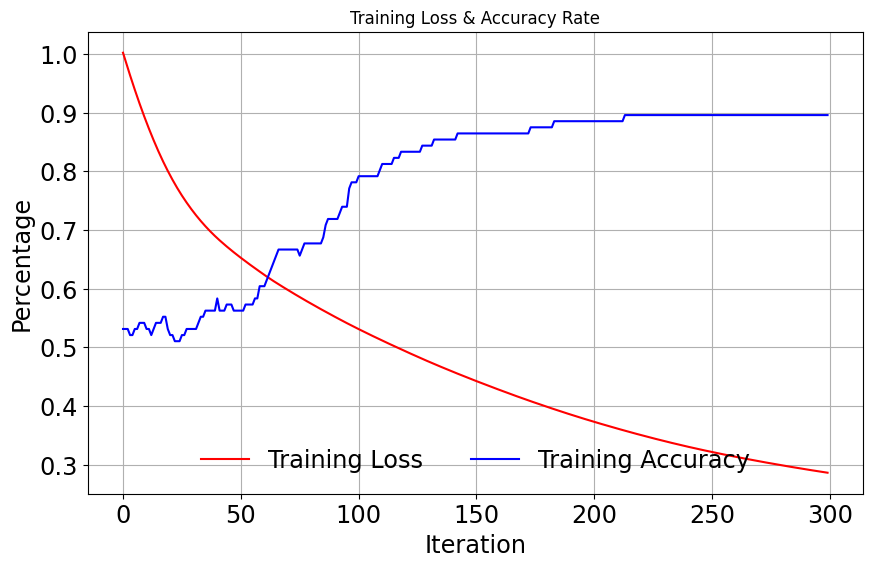 Training Loss & Accuracy Rate
1.0
0.9
0.8
0.7
0.6
0.5
0.4
0.3
Percentage
Training Loss
Training Accuracy
0 50 100 150 200 250 300
Iteration